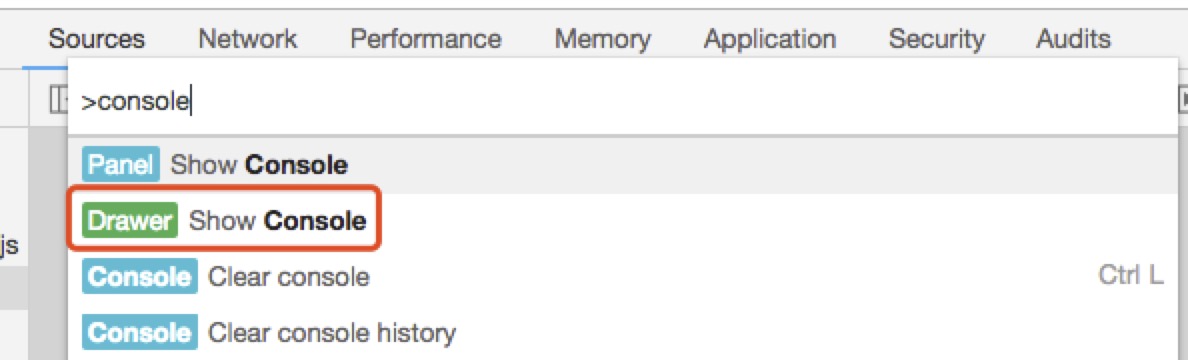 Sources Network Performance Memory Application Security Audits
>console
Panel Show Console
Drawer Show Console
js
Console Clear console Ctrl L
Console Clear console history